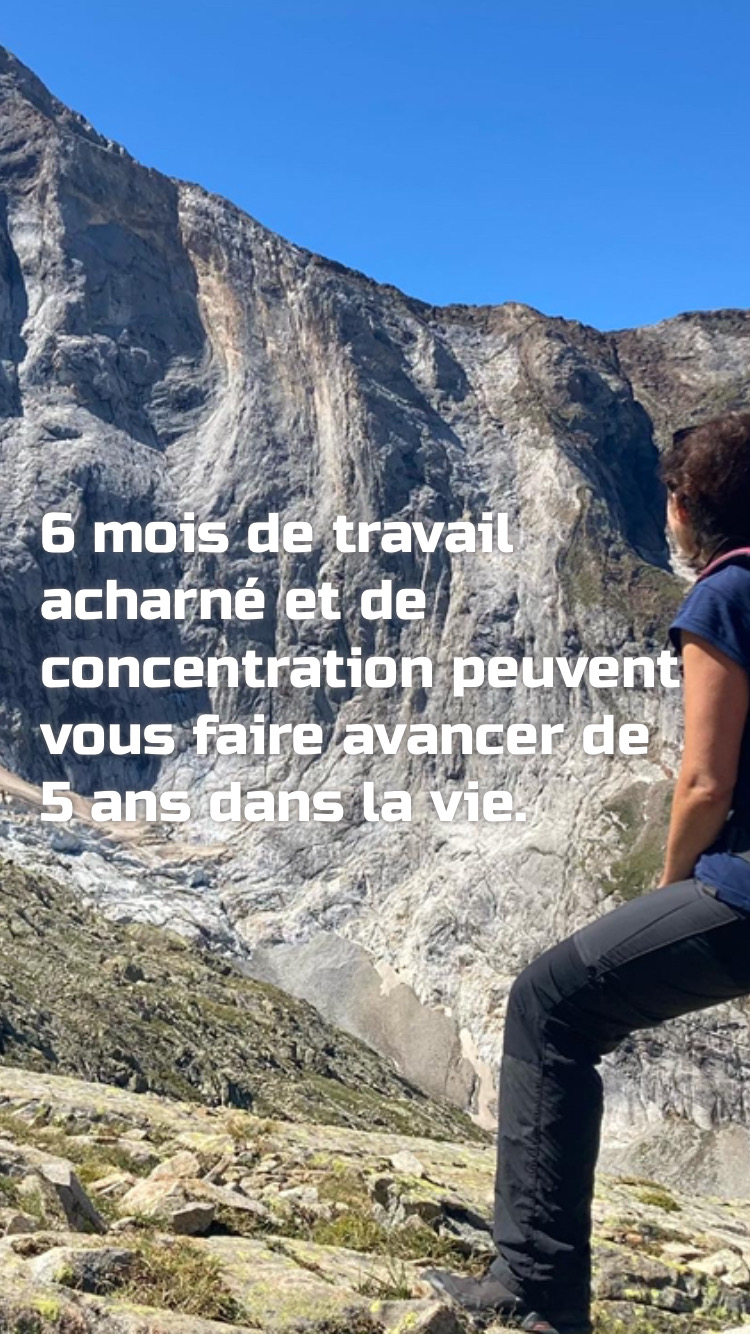 6 mois de travail
acharné et de
concentration peuvent
vous faire avancer de
5 ans dans la vie.